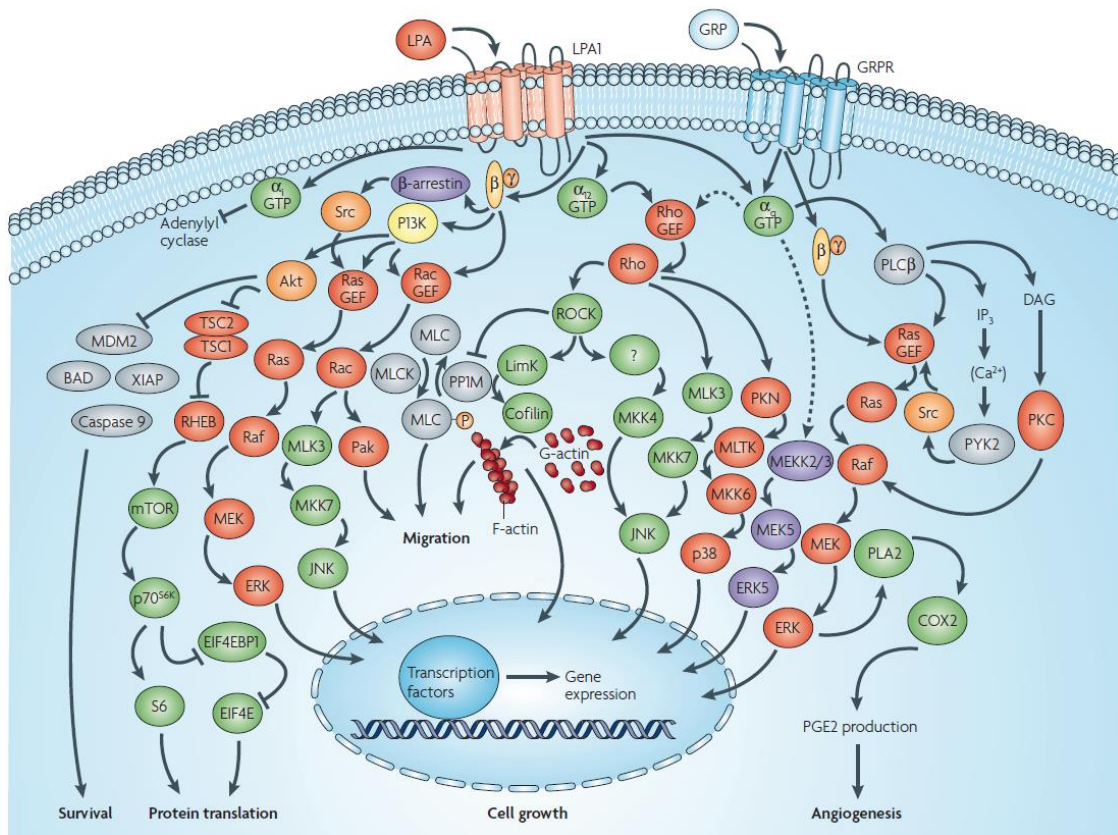 LPA
LPA1
GRP
GRPR
αi
GTP
Adenylyl
cyclase
β-arrestin
β γ
Src
PI3K
α12
GTP
Rho
GEF
αq
GTP
β γ
PLCβ
Akt
Ras
GEF
Rac
GEF
Rho
DAG
IP3
MDM2
TSC2
TSC1
ROCK
MLC
Ras
GEF
(Ca2+)
BAD
XIAP
Ras
Rac
MLCK
PP1M
LimK
?
MLK3
PKN
Ras
Src
PKC
Caspase 9
RHEB
Raf
MLK3
Pak
MLC
P
Cofilin
MKK4
G-actin
MKK7
MLTK
MEKK2/3
Raf
PYK2
mTOR
MEK
MKK7
Migration
F-actin
JNK
MKK6
p38
MEK5
MEK
PLA2
p70S6K
ERK
JNK
ERK5
ERK
COX2
EIF4EBP1
Transcription
factors
Gene
expression
S6
EIF4E
PGE2 production
Survival
Protein translation
Cell growth
Angiogenesis